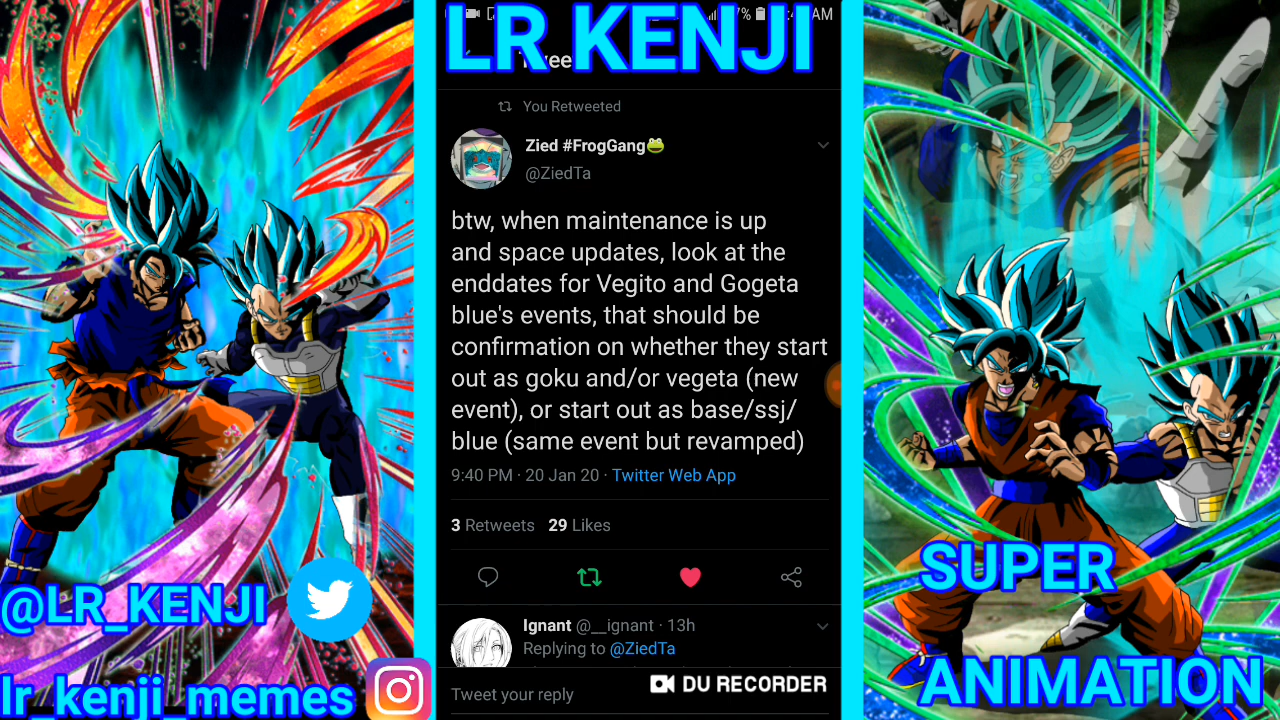 7%
AM
LR KENJI
You Retweeted
Zied #FrogGang🐸
@ZiedTa
btw, when maintenance is up
and space updates, look at the
enddates for Vegito and Gogeta
blue's events, that should be
confirmation on whether they start
out as goku and/or vegeta (new
event), or start out as base/ssj/
blue (same event but revamped)
9:40 PM · 20 Jan 20 · Twitter Web App
3 Retweets 29 Likes
Ignant @__ignant · 13h
Replying to @ZiedTa
Tweet your reply
DU RECORDER
@LR_KENJI
lr_kenji_memes
SUPER
ANIMATION